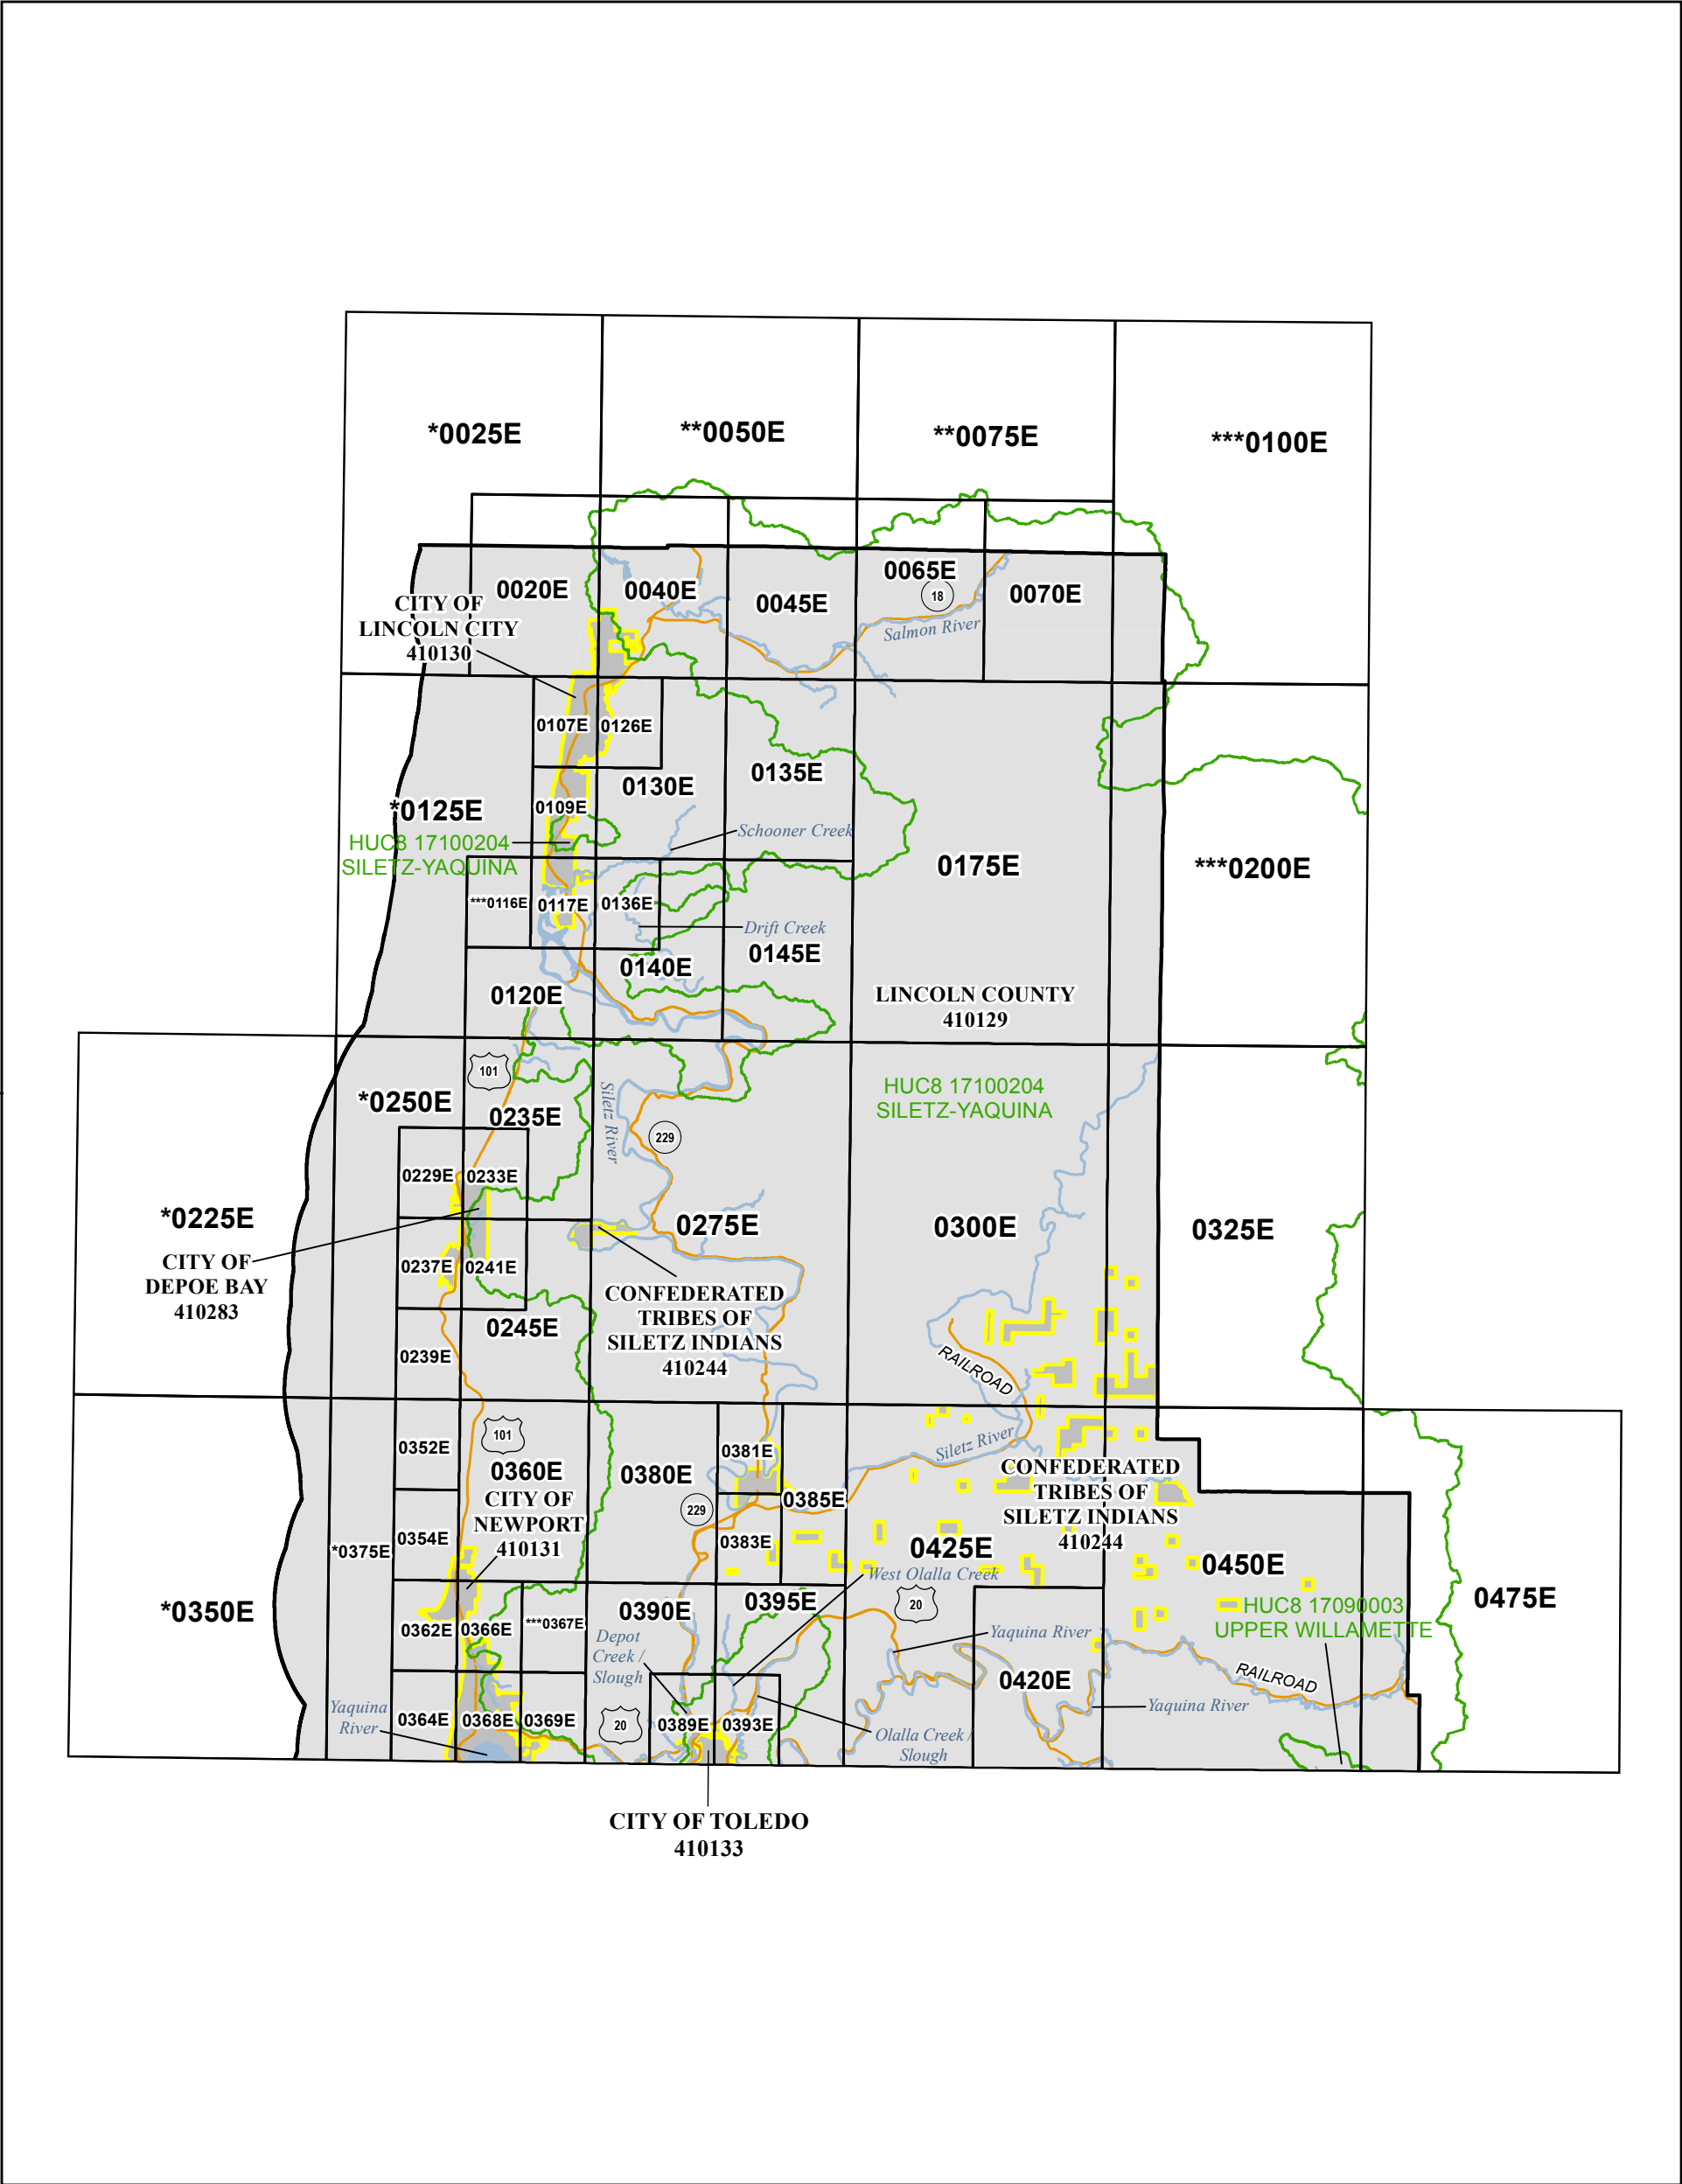 *0025E
**0050E
**0075E
***0100E
0020E
0040E
0045E
0065E
18
0070E
Salmon River
CITY OF
LINCOLN CITY
410130
0107E
0126E
0130E
0135E
*0125E
0109E
HUC8 17100204
SILETZ-YAQUINA
Schooner Creek
0175E
***0200E
***0116E
0117E
0136E
Drift Creek
0145E
0140E
0120E
LINCOLN COUNTY
410129
101
*0250E
0235E
Siletz River
229
HUC8 17100204
SILETZ-YAQUINA
0229E
0233E
*0225E
0275E
0300E
0325E
CITY OF
DEPOE BAY
410283
0237E
0241E
0245E
CONFEDERATED
TRIBES OF
SILETZ INDIANS
410244
0239E
RAILROAD
0352E
101
0360E
CITY OF
NEWPORT
410131
0380E
0381E
Siletz River
CONFEDERATED
TRIBES OF
SILETZ INDIANS
410244
229
0385E
0354E
*0375E
0383E
0425E
0450E
West Olalla Creek
*0350E
0475E
0362E
0366E
***0367E
0390E
0395E
20
HUC8 17090003
UPPER WILLAMETTE
Depot
Creek /
Slough
Yaquina River
0420E
RAILROAD
Yaquina
River
0364E
0368E
0369E
20
0389E
0393E
Yaquina River
Olalla Creek /
Slough
CITY OF TOLEDO
410133